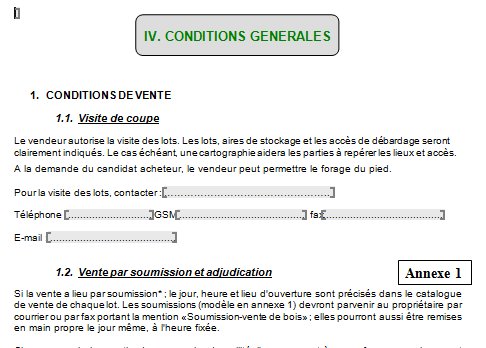 IV. CONDITIONS GENERALES
1. CONDITIONS DE VENTE
1.1. Visite de coupe
Le vendeur autorise la visite des lots. Les lots, aires de stockage et les accès de débardage seront
clairement indiqués. Le cas échéant, une cartographie aidera les parties à repérer les lieux et accès.
A la demande du candidat acheteur, le vendeur peut permettre le forage du pied.
Pour la visite des lots, contacter : [..........................................................]
Téléphone [..............................]GSM[............................................] fax[........................................]
E-mail [...........................................]
1.2. Vente par soumission et adjudication
Annexe 1
Si la vente a lieu par soumission* ; le jour, heure et lieu d'ouverture sont précisés dans le catalogue
de vente de chaque lot. Les soumissions (modèle en annexe 1) devront parvenir au propriétaire par
courrier ou par fax portant la mention «Soumission-vente de bois» ; elles pourront aussi être remises
en main propre le jour même, à l'heure fixée.